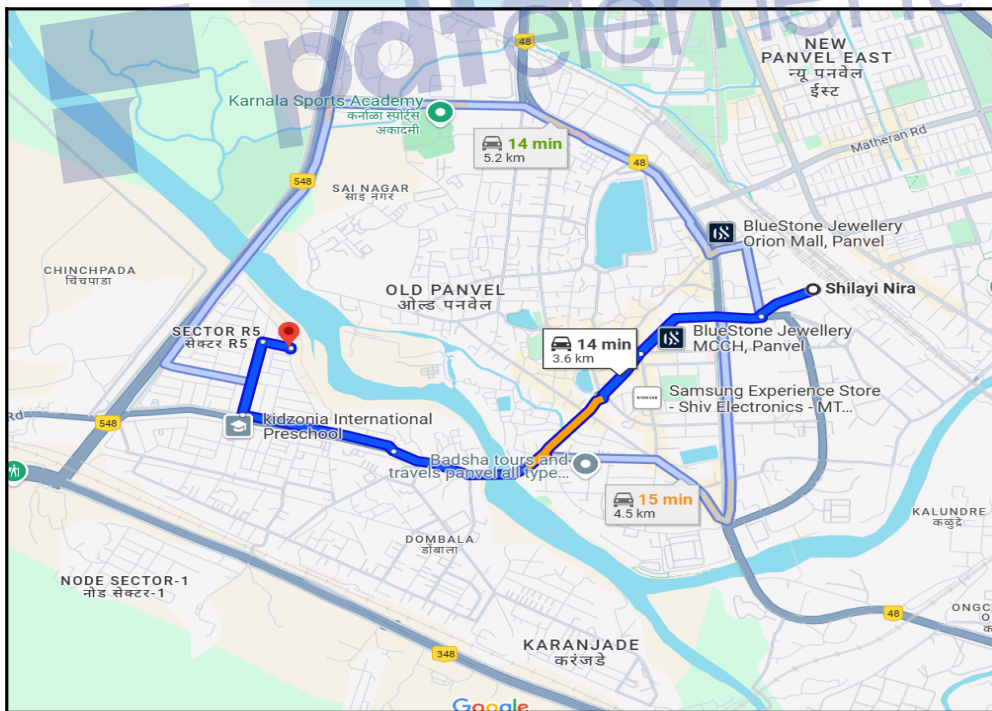 pdfelement
48
NEW
PANVEL EAST
न्यू पनवेल
ईस्ट
Karnala Sports Academy
कर्नाळा स्पोर्ट्स
अकादमी
14 min
5.2 km
Matheran Rd
48
548
SAI NAGAR
साइ नगर
BlueStone Jewellery
Orion Mall, Panvel
CHINCHPADA
चिंचपाडा
OLD PANVEL
ओल्ड पनवेल
Shilayi Nira
SECTOR R5
सेक्टर R5
14 min
3.6 km
BlueStone Jewellery
MCCH, Panvel
Samsung Experience Store
- Shiv Electronics - MT...
Rd
548
kidzonia International
Preschool
Badsha tours and
travels panvel all type...
15 min
4.5 km
KALUNDRE
कळुंद्रे
DOMBALA
डोंबाला
NODE SECTOR-1
नोड सेक्टर-1
48
ONGC
KARANJADE
करंजडे
348
Google